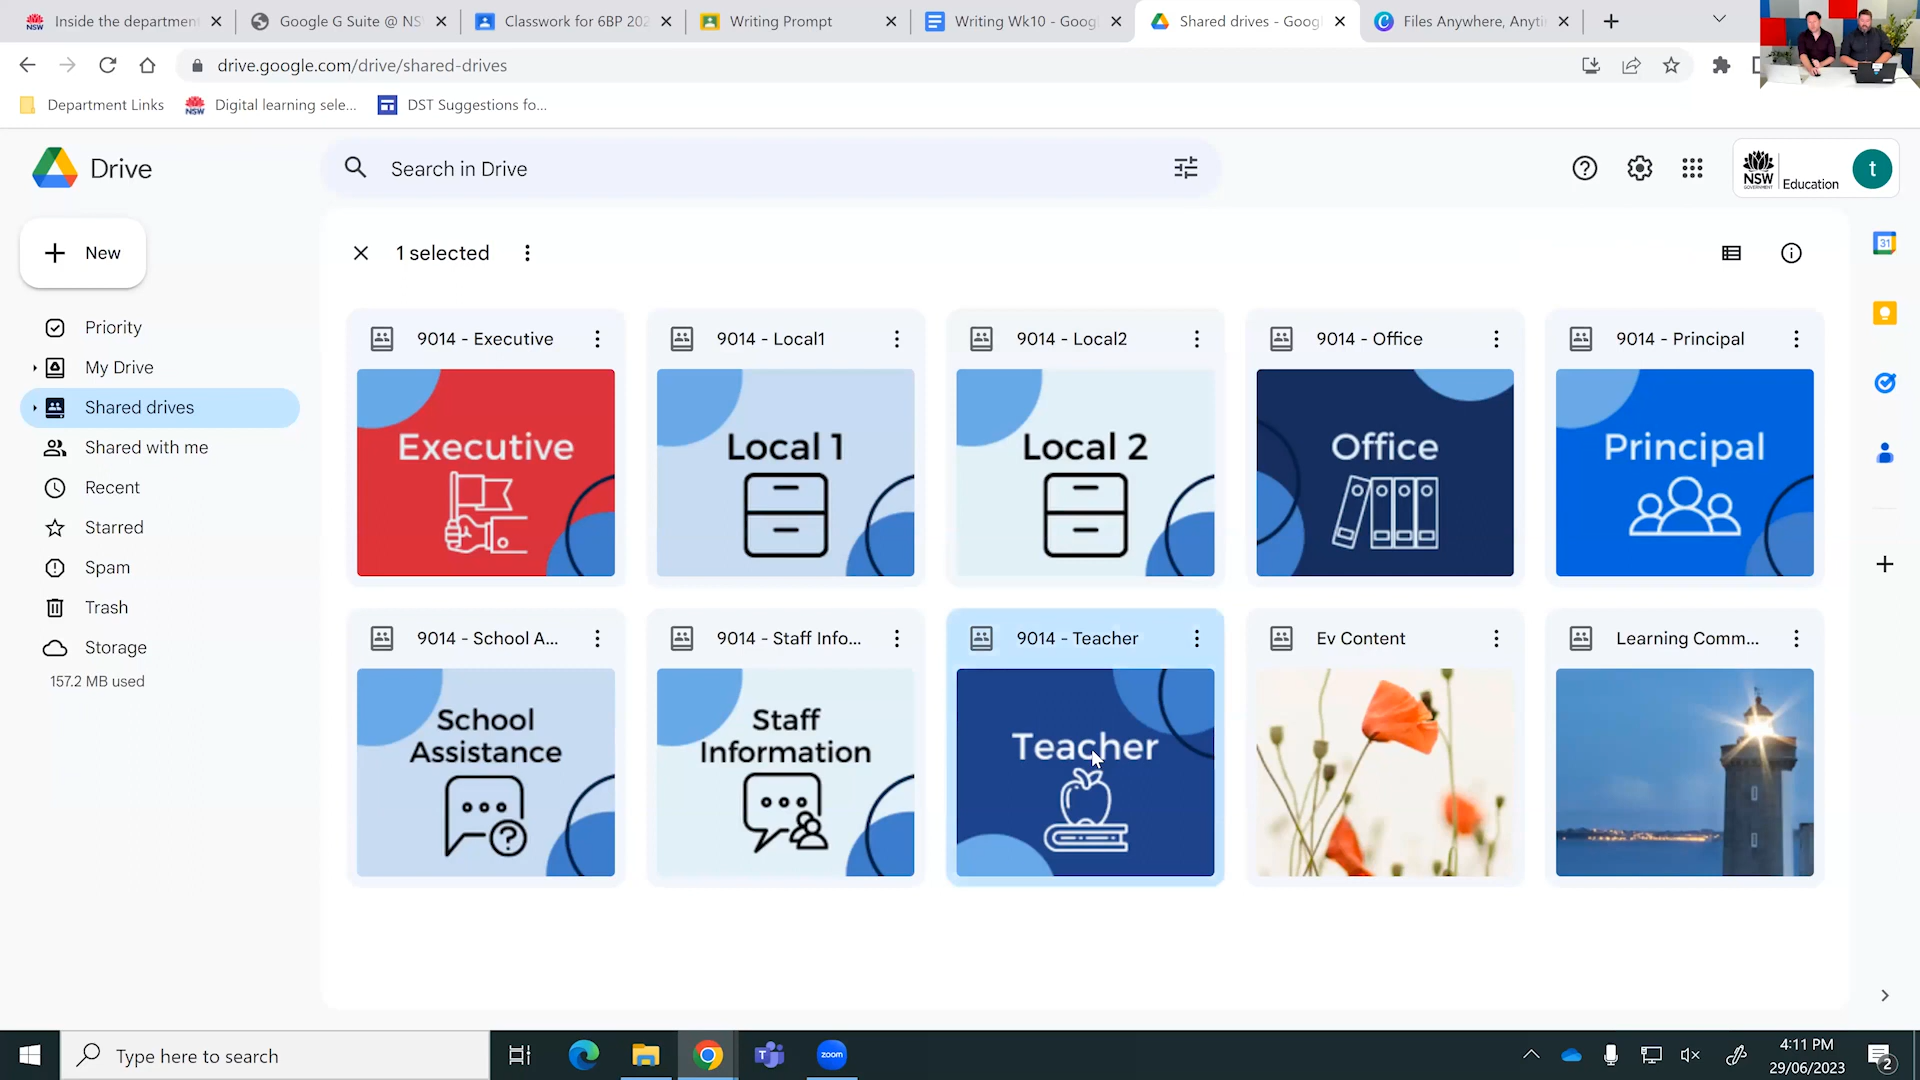 Inside the departmen
Google G Suite @ NS
Classwork for 6BP 202
Writing Prompt
Writing Wk10 - Goog
Shared drives - Goog
Files Anywhere, Anyti
drive.google.com/drive/shared-drives
Department Links
Digital learning sele...
DST Suggestions fo...
Drive
Search in Drive
NSW
GOVERNMENT
Education
t
New
1 selected
31
Priority
My Drive
Shared drives
Shared with me
Recent
Starred
Spam
Trash
Storage
157.2 MB used
9014 - Executive
9014 - Local1
9014 - Local2
9014 - Office
9014 - Principal
Executive
Local 1
Local 2
Office
Principal
9014 - School A...
9014 - Staff Info...
9014 - Teacher
Ev Content
Learning Comm...
School
Assistance
Staff
Information
Teacher
Type here to search
zoom
4:11 PM
29/06/2023
2